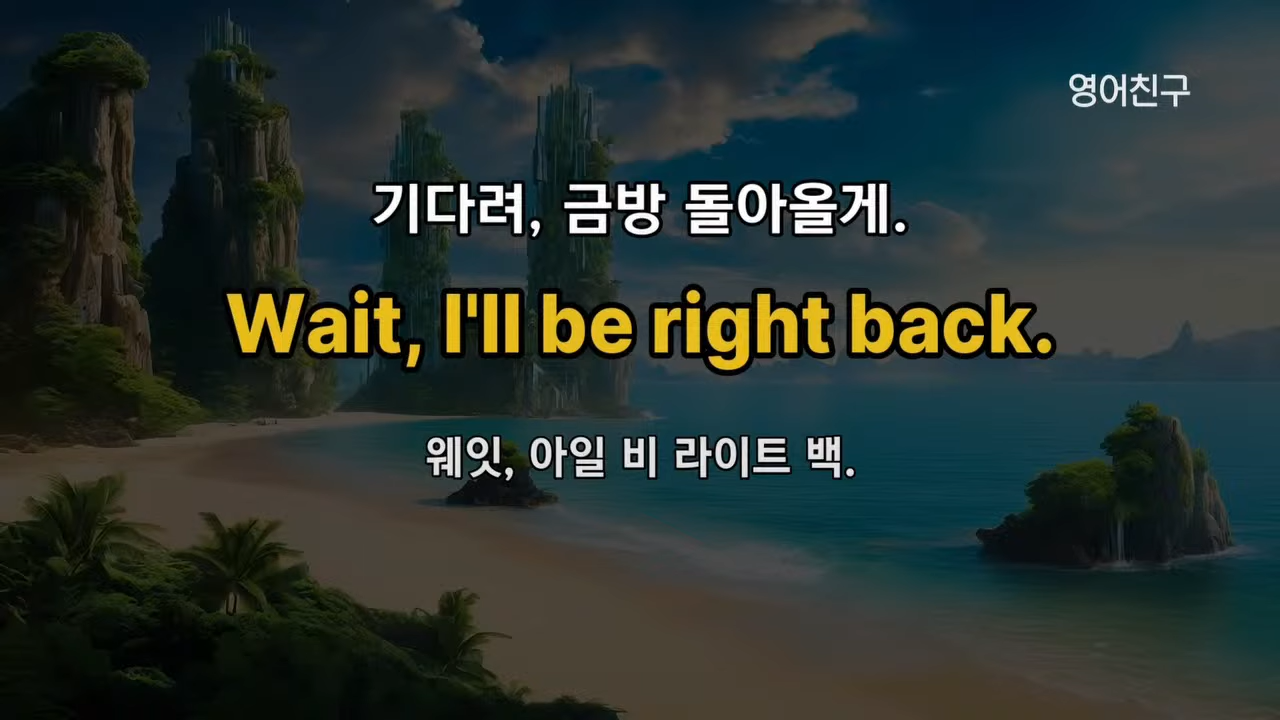 영어친구
기다려, 금방 돌아올게.
Wait, I'll be right back.
웨잇, 아일 비 라이트 백.